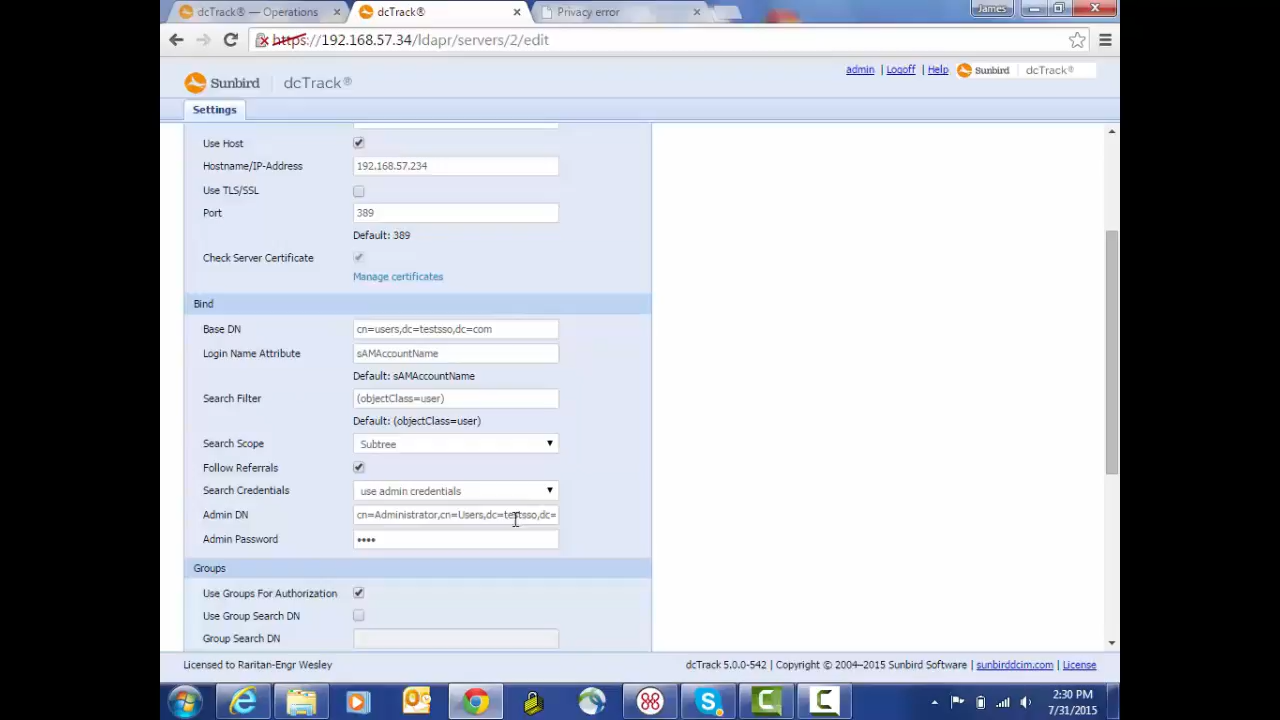 dcTrack® — Operations
dcTrack®
Privacy error
James
https://192.168.57.34/ldapr/servers/2/edit
admin | Logoff | Help Sunbird dcTrack®
Sunbird dcTrack®
Settings
Use Host
Hostname/IP-Address 192.168.57.234
Use TLS/SSL
Port 389
Default: 389
Check Server Certificate
Manage certificates
Bind
Base DN cn=users,dc=testsso,dc=com
Login Name Attribute sAMAccountName
Default: sAMAccountName
Search Filter (objectClass=user)
Default: (objectClass=user)
Search Scope Subtree
Follow Referrals
Search Credentials use admin credentials
Admin DN cn=Administrator,cn=Users,dc=testsso,dc=
Admin Password ••••
Groups
Use Groups For Authorization
Use Group Search DN
Group Search DN
Licensed to Raritan-Engr Wesley
dcTrack 5.0.0-542 | Copyright © 2004–2015 Sunbird Software | sunbirddcim.com | License
2:30 PM
7/31/2015